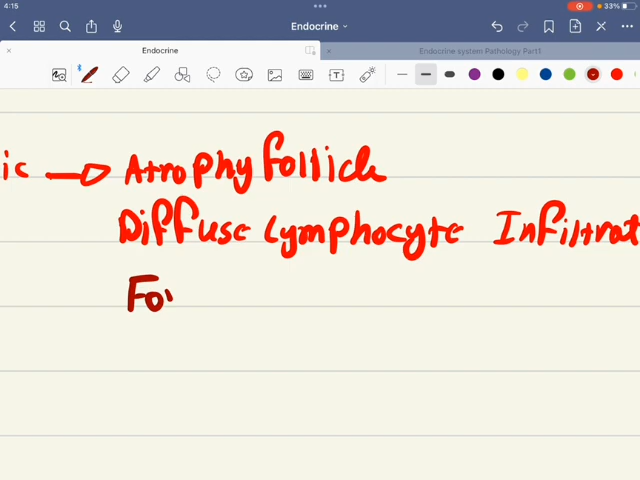 4:15
33%
Endocrine
Endocrine
Endocrine system Pathology Part1
ic → Atrophy follicle
Diffuse Lymphocyte Infiltrat
Fo